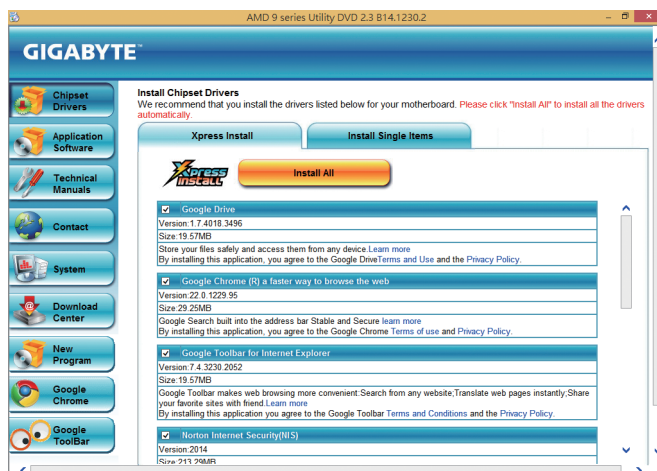 AMD 9 series Utility DVD 2.3 B14.1230.2
GIGABYTE™
Chipset
Drivers
Application
Software
Technical
Manuals
Contact
System
Download
Center
New
Program
Google
Chrome
Google
ToolBar
Install Chipset Drivers
We recommend that you install the drivers listed below for your motherboard. Please click "Install All" to install all the drivers
automatically.
Xpress Install
Install Single Items
Xpress
Install
Install All
Google Drive
Version:1.7.4018.3496
Size:19.57MB
Store your files safely and access them from any device.Learn more
By installing this application, you agree to the Google DriveTerms and Use and the Privacy Policy.
Google Chrome (R) a faster way to browse the web
Version:22.0.1229.95
Size:29.25MB
Google Search built into the address bar Stable and Secure learn more
By installing this application, you agree to the Google Chrome Terms of use and Privacy Policy.
Google Toolbar for Internet Explorer
Version:7.4.3230.2052
Size:19.57MB
Google Toolbar makes web browsing more convenient:Search from any website;Translate web pages instantly;Share
your favorite sites with friend.Learn more
By installing this application you agree to the Google Toolbar Terms and Conditions and the Privacy Policy.
Norton Internet Security(NIS)
Version:2014
Size:213.29MB